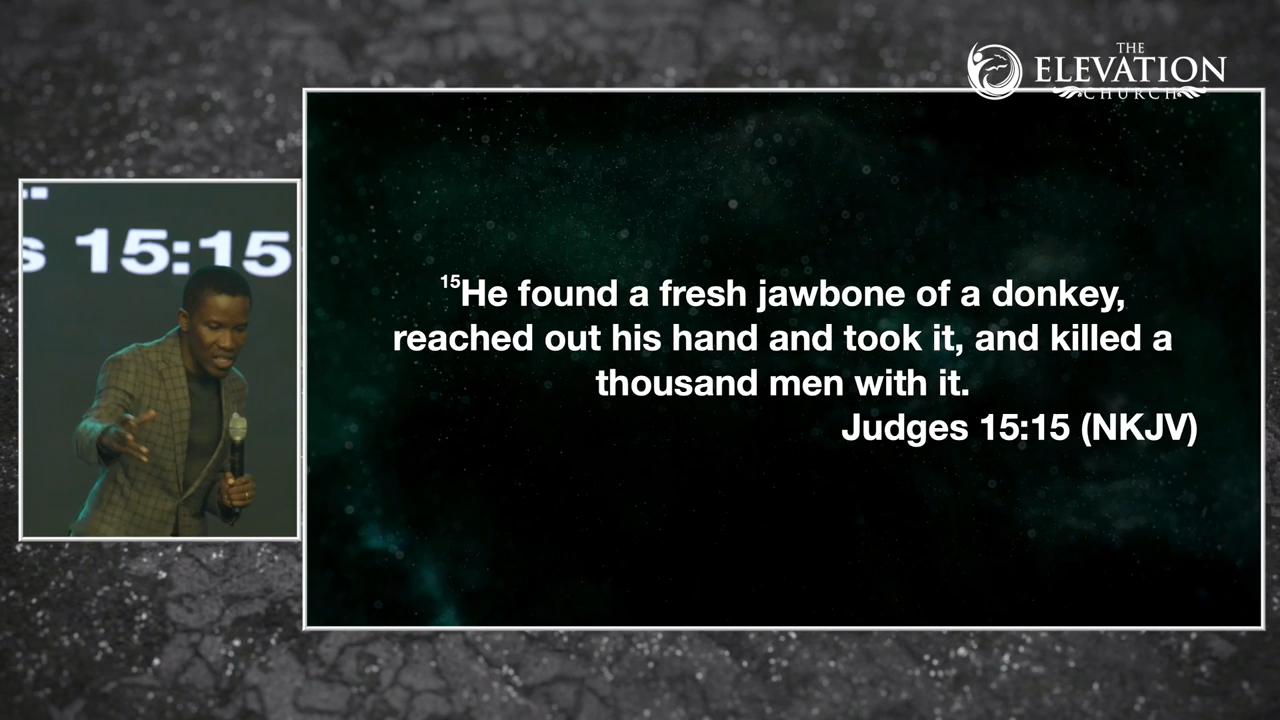 THE
ELEVATION
CHURCH
s 15:15
15He found a fresh jawbone of a donkey,
reached out his hand and took it, and killed a
thousand men with it.
Judges 15:15 (NKJV)